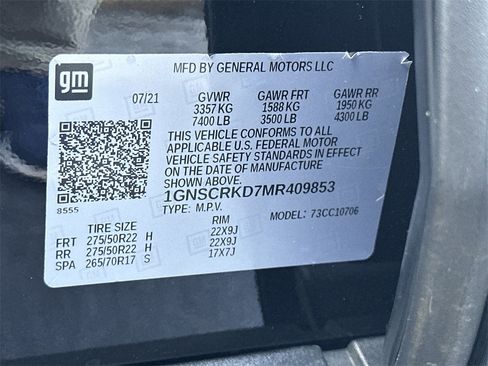 gm
MFD BY GENERAL MOTORS LLC
07/21 GVWR GAWR FRT GAWR RR
3357 KG 1588 KG 1950 KG
7400 LB 3500 LB 4300 LB
THIS VEHICLE CONFORMS TO ALL
APPLICABLE U.S. FEDERAL MOTOR
VEHICLE SAFETY STANDARDS IN EFFECT
ON THE DATE OF MANUFACTURE SHOWN ABOVE.
1GNSCRKD7MR409853
8555
TYPE: M.P.V. MODEL: 73CC10706
TIRE SIZE RIM
FRT 275/50R22 H 22X9J
RR 275/50R22 H 22X9J
SPA 265/70R17 S 17X7J